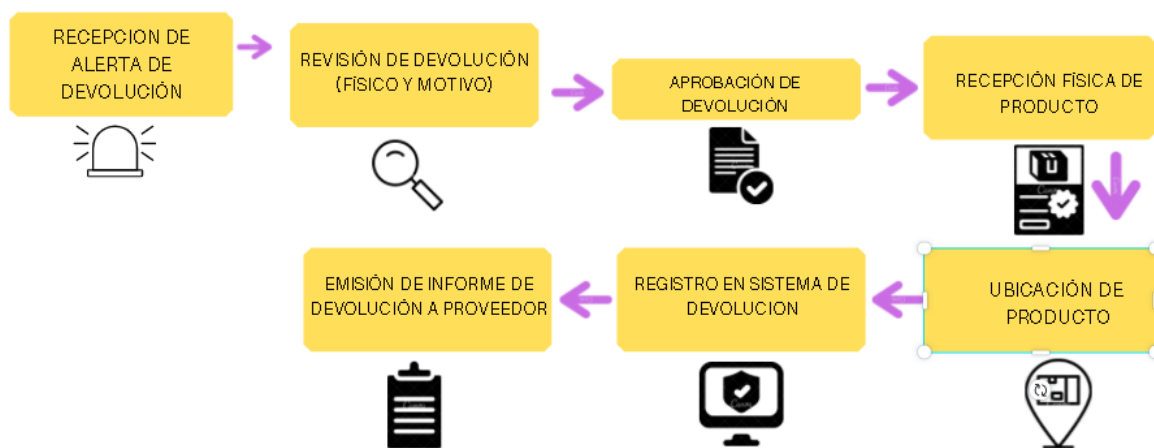 RECEPCION DE
ALERTA DE
DEVOLUCIÓN
REVISIÓN DE DEVOLUCIÓN
(FÍSICO Y MOTIVO)
APROBACIÓN DE
DEVOLUCIÓN
RECEPCIÓN FÍSICA DE
PRODUCTO
UBICACIÓN DE
PRODUCTO
REGISTRO EN SISTEMA DE
DEVOLUCION
EMISIÓN DE INFORME DE
DEVOLUCIÓN A PROVEEDOR